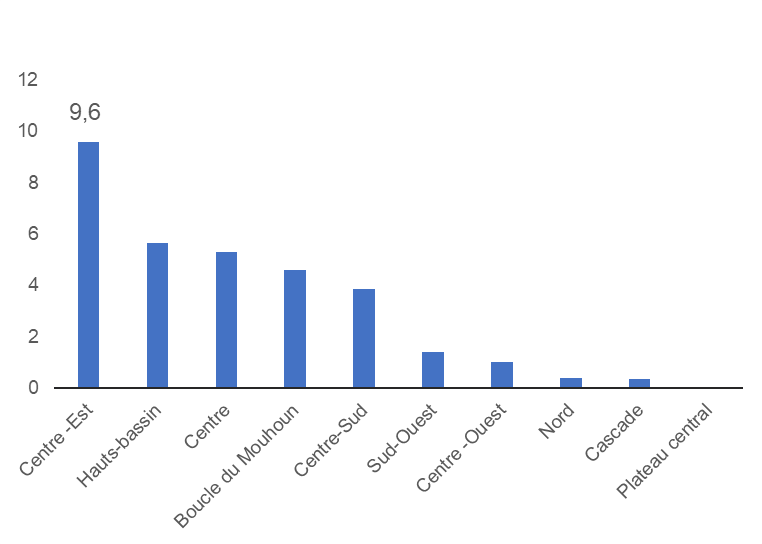 12
9,6
10
8
6
4
2
0
Centre -Est
Hauts-bassin
Centre
Boucle du Mouhoun
Centre-Sud
Sud-Ouest
Centre -Ouest
Nord
Cascade
Plateau central